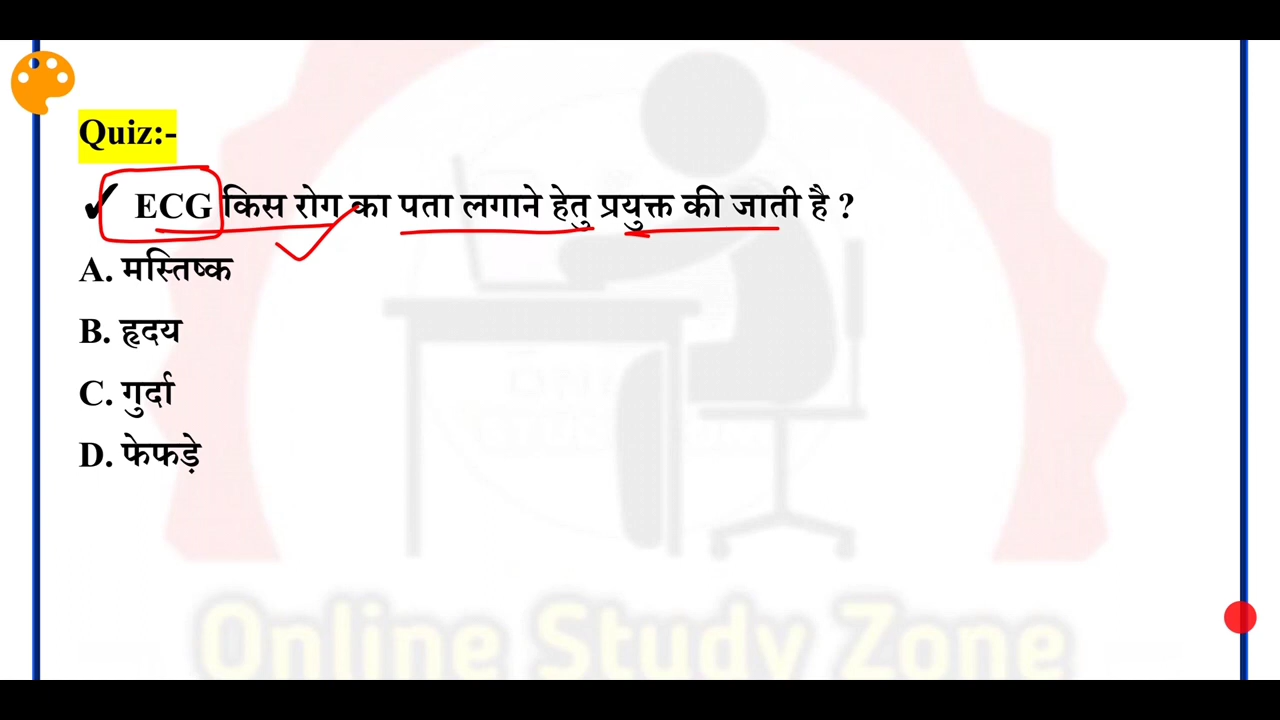 Quiz:-
✔ ECG किस रोग का पता लगाने हेतु प्रयुक्त की जाती है ?
A. मस्तिष्क
B. हृदय
C. गुर्दा
D. फेफड़े
Online Study Zone